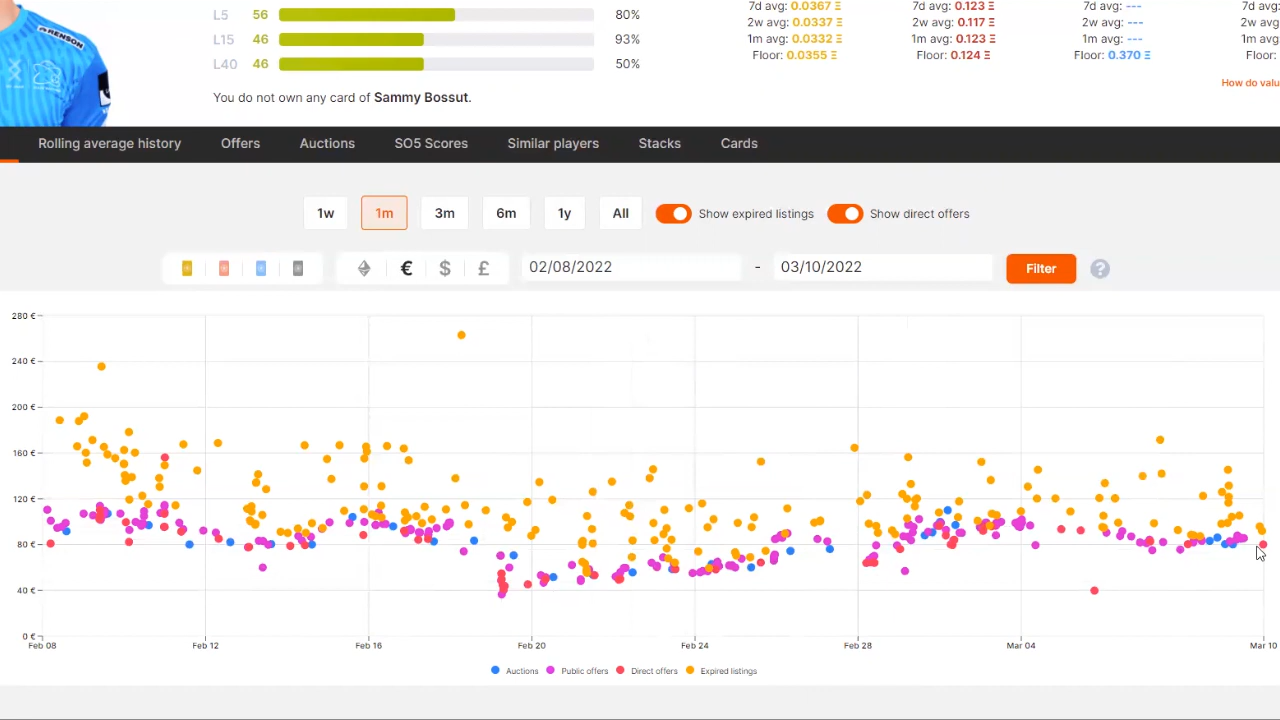 7d avg: 0.0367 Ξ 7d avg: 0.123 Ξ 7d avg: --- 7d avg:
L5 56 80% 2w avg: 0.0337 Ξ 2w avg: 0.117 Ξ 2w avg: --- 2w avg:
RENSON L15 46 93% 1m avg: 0.0332 Ξ 1m avg: 0.123 Ξ 1m avg: --- 1m avg:
L40 46 50% Floor: 0.0355 Ξ Floor: 0.124 Ξ Floor: 0.370 Ξ Floor:
How do valu
You do not own any card of Sammy Bossut.
Rolling average history Offers Auctions SO5 Scores Similar players Stacks Cards
1w 1m 3m 6m 1y All Show expired listings Show direct offers
€ $ £ 02/08/2022 - 03/10/2022 Filter ?
280 €
240 €
200 €
160 €
120 €
80 €
40 €
0 €
Feb 08 Feb 12 Feb 16 Feb 20 Feb 24 Feb 28 Mar 04 Mar 10
Auctions Public offers Direct offers Expired listings